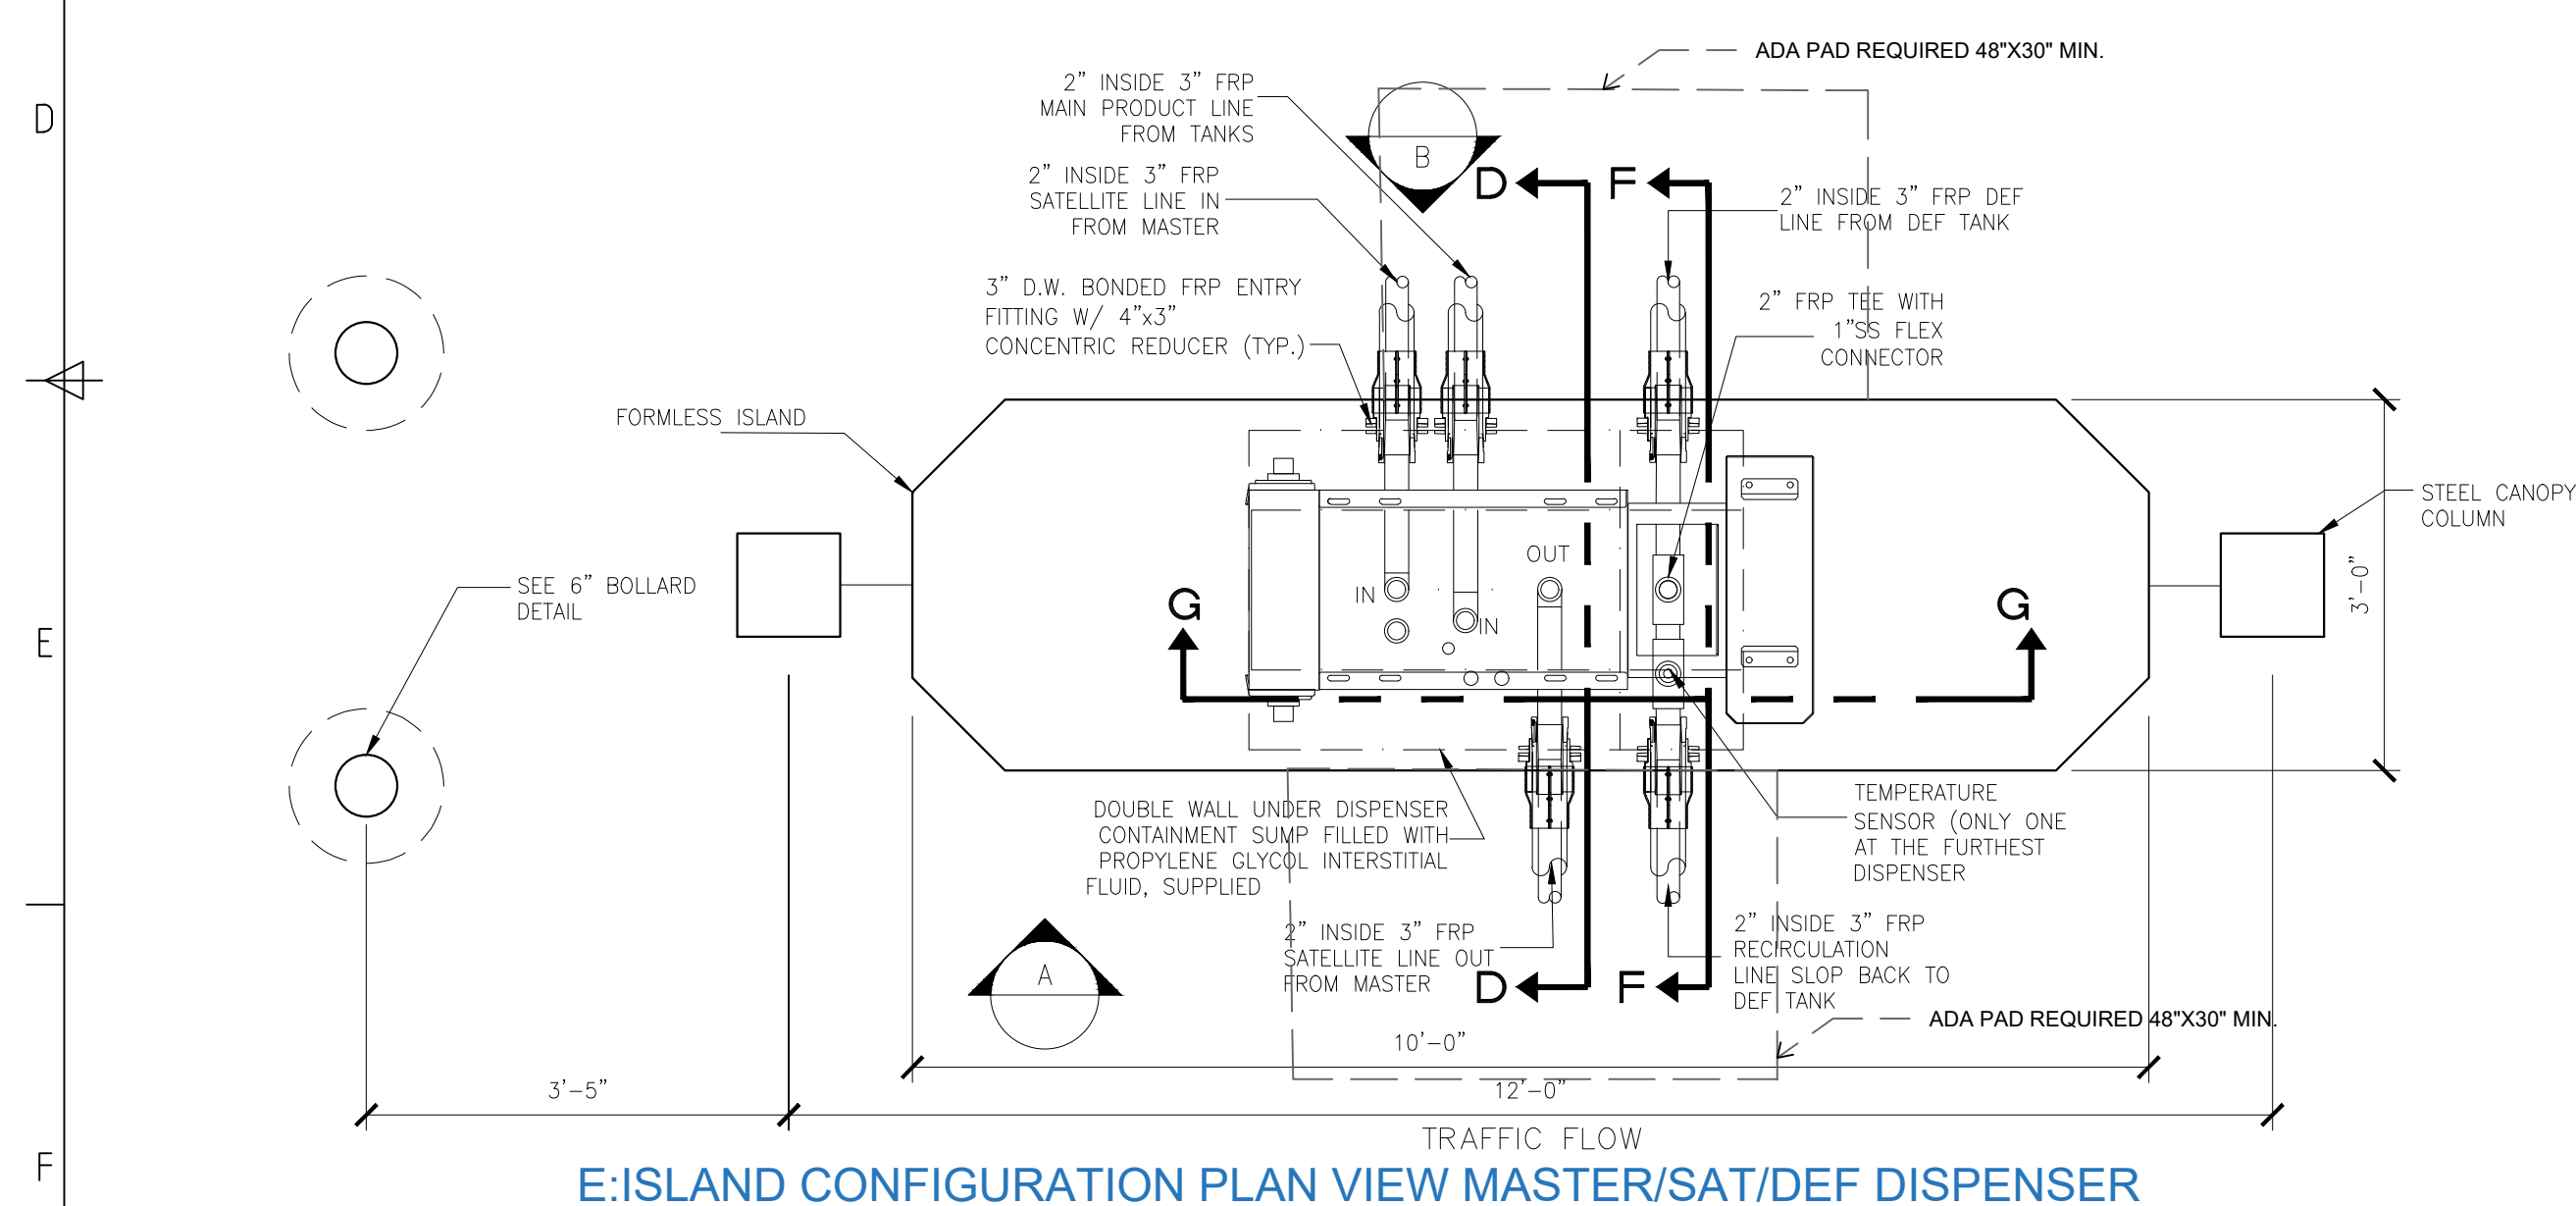 D
E
F
ADA PAD REQUIRED 48"X30" MIN.
2” INSIDE 3” FRP
MAIN PRODUCT LINE
FROM TANKS
B
2” INSIDE 3” FRP
SATELLITE LINE IN
FROM MASTER
D
F
2” INSIDE 3” FRP DEF
LINE FROM DEF TANK
3” D.W. BONDED FRP ENTRY
FITTING W/ 4”x3”
CONCENTRIC REDUCER (TYP.)
2” FRP TEE WITH
1”SS FLEX
CONNECTOR
FORMLESS ISLAND
STEEL CANOPY
COLUMN
3'-0”
SEE 6” BOLLARD
DETAIL
G
IN
IN
OUT
G
DOUBLE WALL UNDER DISPENSER
CONTAINMENT SUMP FILLED WITH
PROPYLENE GLYCOL INTERSTITIAL
FLUID, SUPPLIED
TEMPERATURE
SENSOR (ONLY ONE
AT THE FURTHEST
DISPENSER
A
2” INSIDE 3” FRP
SATELLITE LINE OUT
FROM MASTER
D
F
2” INSIDE 3” FRP
RECIRCULATION
LINE SLOP BACK TO
DEF TANK
ADA PAD REQUIRED 48"X30" MIN.
10'-0”
3'-5”
12'-0”
TRAFFIC FLOW
E:ISLAND CONFIGURATION PLAN VIEW MASTER/SAT/DEF DISPENSER